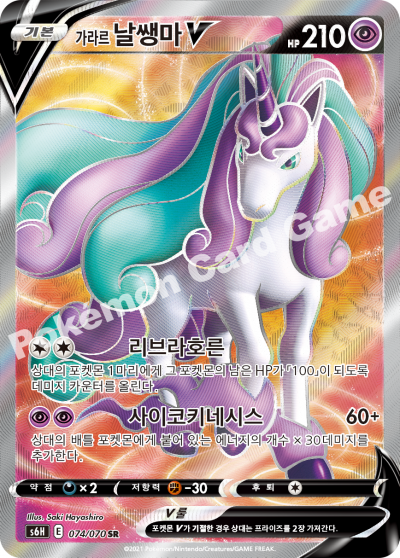 기본 가라르 날쌩마 V HP 210
Pokémon Card Game
리브라호른
상대의 포켓몬 1마리에게 그 포켓몬의 남은 HP가 「100」이 되도록
데미지 카운터를 올린다.
사이코키네시스 60+
상대의 배틀 포켓몬에게 붙어 있는 에너지의 개수 × 30데미지를
추가한다.
약점 ×2 저항력 -30 후퇴
Illus. Saki Hayashiro
s6H E 074/070 SR
V룰
포켓몬 V가 기절한 경우 상대는 프라이즈를 2장 가져간다.
©2021 Pokémon/Nintendo/Creatures/GAME FREAK.